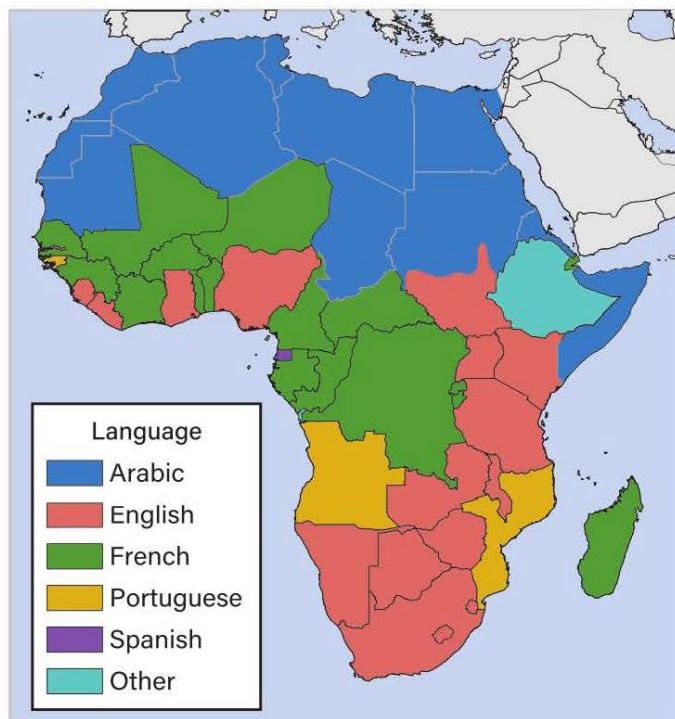 Language
Arabic
English
French
Portuguese
Spanish
Other